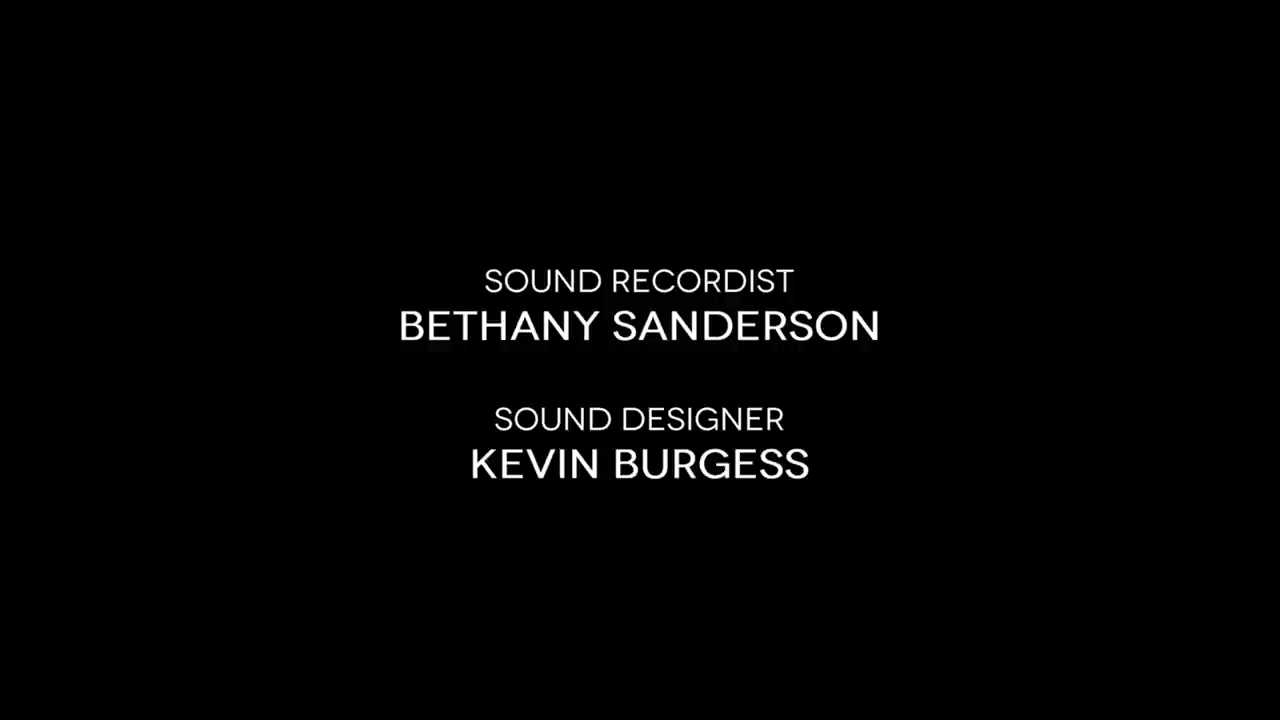 SOUND RECORDIST
BETHANY SANDERSON
SOUND DESIGNER
KEVIN BURGESS